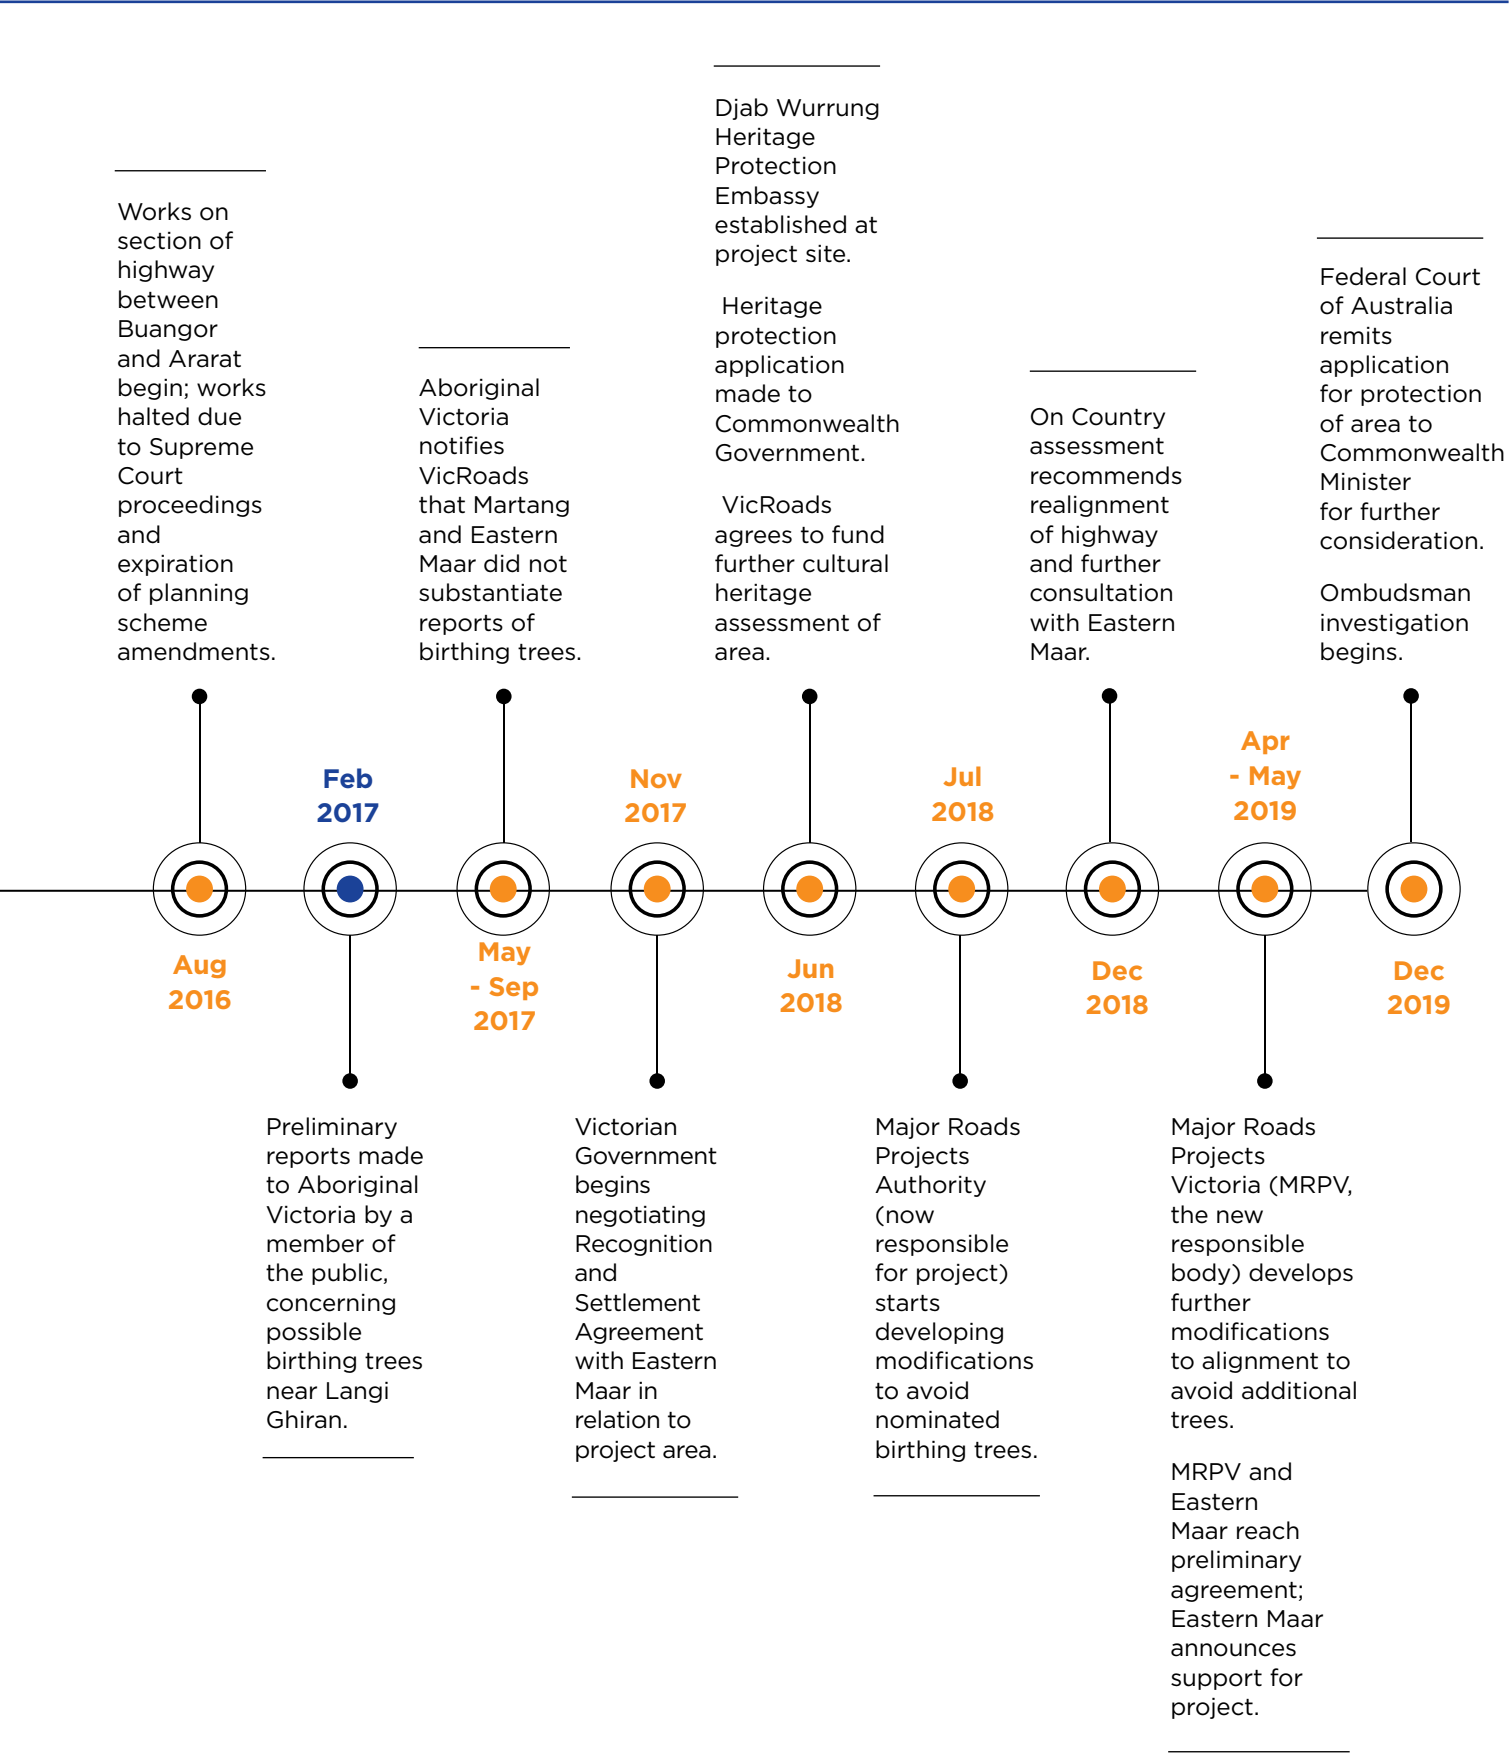 Works on
section of
highway
between
Buangor
and Ararat
begin; works
halted due
to Supreme
Court
proceedings
and
expiration
of planning
scheme
amendments.
Aug
2016
Feb
2017
Preliminary
reports made
to Aboriginal
Victoria by a
member of
the public,
concerning
possible
birthing trees
near Langi
Ghiran.
Aboriginal
Victoria
notifies
VicRoads
that Martang
and Eastern
Maar did not
substantiate
reports of
birthing trees.
May
- Sep
2017
Nov
2017
Victorian
Government
begins
negotiating
Recognition
and
Settlement
Agreement
with Eastern
Maar in
relation to
project area.
Djab Wurrung
Heritage
Protection
Embassy
established at
project site.
Heritage
protection
application
made to
Commonwealth
Government.
VicRoads
agrees to fund
further cultural
heritage
assessment of
area.
Jun
2018
Jul
2018
Major Roads
Projects
Authority
(now
responsible
for project)
starts
developing
modifications
to avoid
nominated
birthing trees.
On Country
assessment
recommends
realignment
of highway
and further
consultation
with Eastern
Maar.
Dec
2018
Apr
- May
2019
Major Roads
Projects
Victoria (MRPV,
the new
responsible
body) develops
further
modifications
to alignment to
avoid additional
trees.
MRPV and
Eastern
Maar reach
preliminary
agreement;
Eastern Maar
announces
support for
project.
Federal Court
of Australia
remits
application
for protection
of area to
Commonwealth
Minister
for further
consideration.
Ombudsman
investigation
begins.
Dec
2019